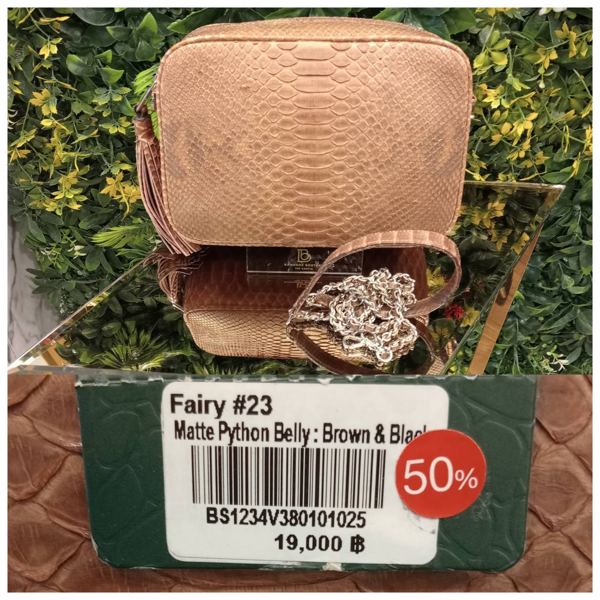 B
Fairy #23
Matte Python Belly : Brown & Black
50%
BS1234V380101025
19,000 ฿